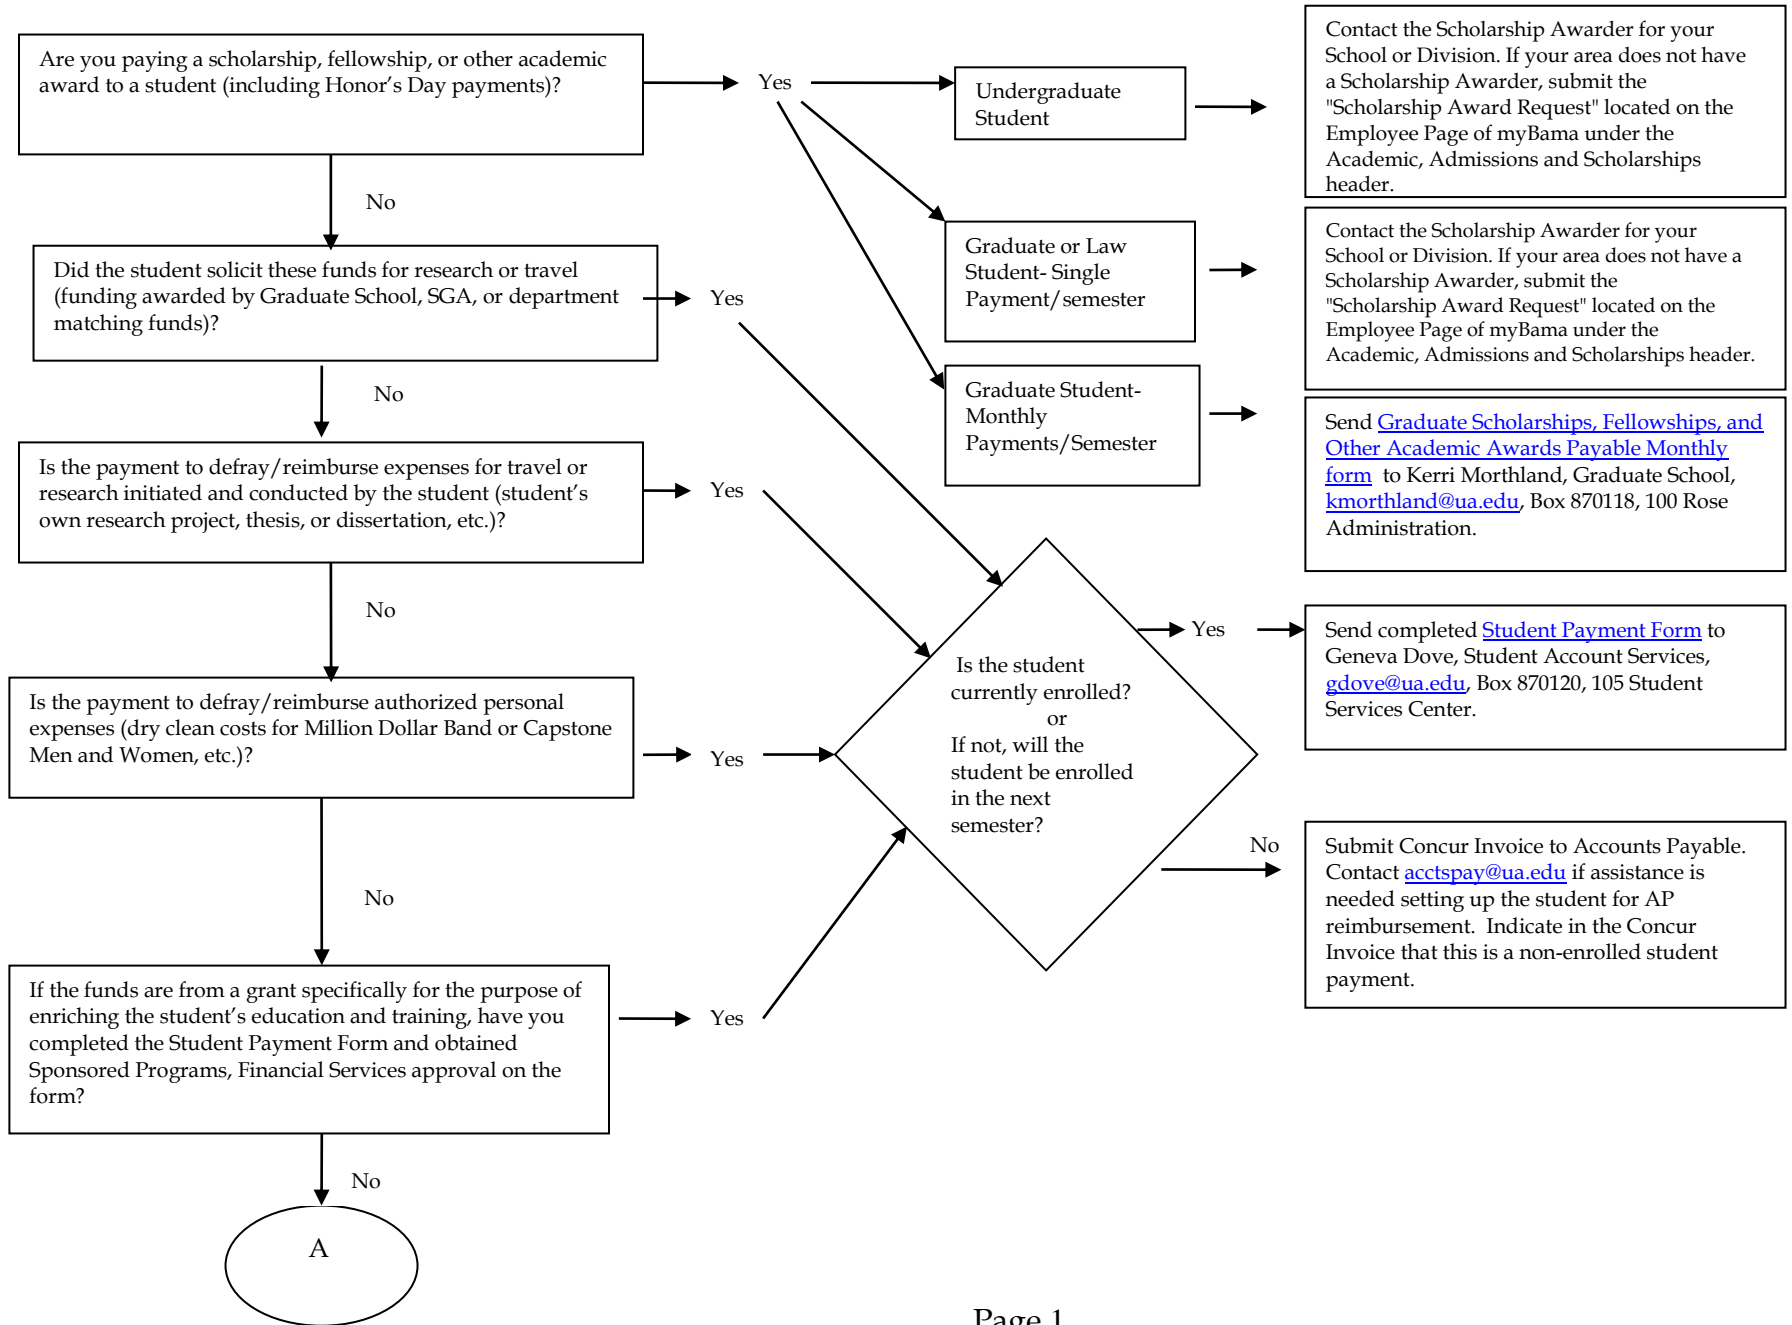 Are you paying a scholarship, fellowship, or other academic
award to a student (including Honor's Day payments)?
Yes
Undergraduate
Student
Contact the Scholarship Awarder for your
School or Division. If your area does not have
a Scholarship Awarder, submit the
"Scholarship Award Request" located on the
Employee Page of myBama under the
Academic, Admissions and Scholarships
header.
No
Graduate or Law
Student- Single
Payment/semester
Contact the Scholarship Awarder for your
School or Division. If your area does not have a
Scholarship Awarder, submit the
"Scholarship Award Request" located on the
Employee Page of myBama under the
Academic, Admissions and Scholarships header.
Did the student solicit these funds for research or travel
(funding awarded by Graduate School, SGA, or department
matching funds)?
Yes
No
Graduate Student-
Monthly
Payments/Semester
Send Graduate Scholarships, Fellowships, and
Other Academic Awards Payable Monthly
form to Kerri Morthland, Graduate School,
kmorthland@ua.edu, Box 870118, 100 Rose
Administration.
Is the payment to defray/reimburse expenses for travel or
research initiated and conducted by the student (student's
own research project, thesis, or dissertation, etc.)?
Yes
No
Is the student
currently enrolled?
or
If not, will the
student be enrolled
in the next
semester?
Yes
Send completed Student Payment Form to
Geneva Dove, Student Account Services,
gdove@ua.edu, Box 870120, 105 Student
Services Center.
Is the payment to defray/reimburse authorized personal
expenses (dry clean costs for Million Dollar Band or Capstone
Men and Women, etc.)?
Yes
No
Submit Concur Invoice to Accounts Payable.
Contact acctspay@ua.edu if assistance is
needed setting up the student for AP
reimbursement. Indicate in the Concur
Invoice that this is a non-enrolled student
payment.
No
If the funds are from a grant specifically for the purpose of
enriching the student's education and training, have you
completed the Student Payment Form and obtained
Sponsored Programs, Financial Services approval on the
form?
Yes
No
A
Page 1